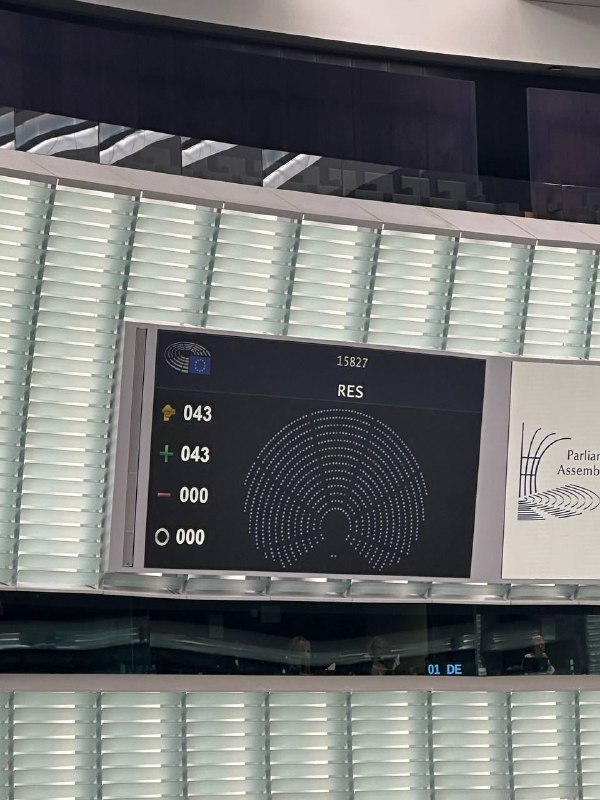 15827
RES
043
+ 043
- 000
000
Parliam
Assemb
01 DE